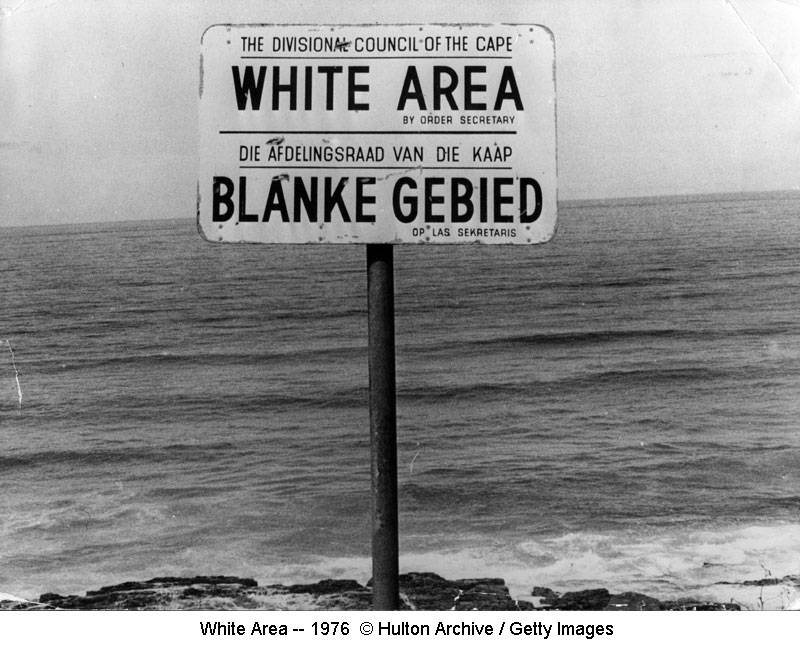 THE DIVISIONAL COUNCIL OF THE CAPE
WHITE AREA
BY ORDER SECRETARY
DIE AFDELINGSRAAD VAN DIE KAAP
BLANKE GEBIED
OP LAS SEKRETARIS
White Area -- 1976 © Hulton Archive / Getty Images